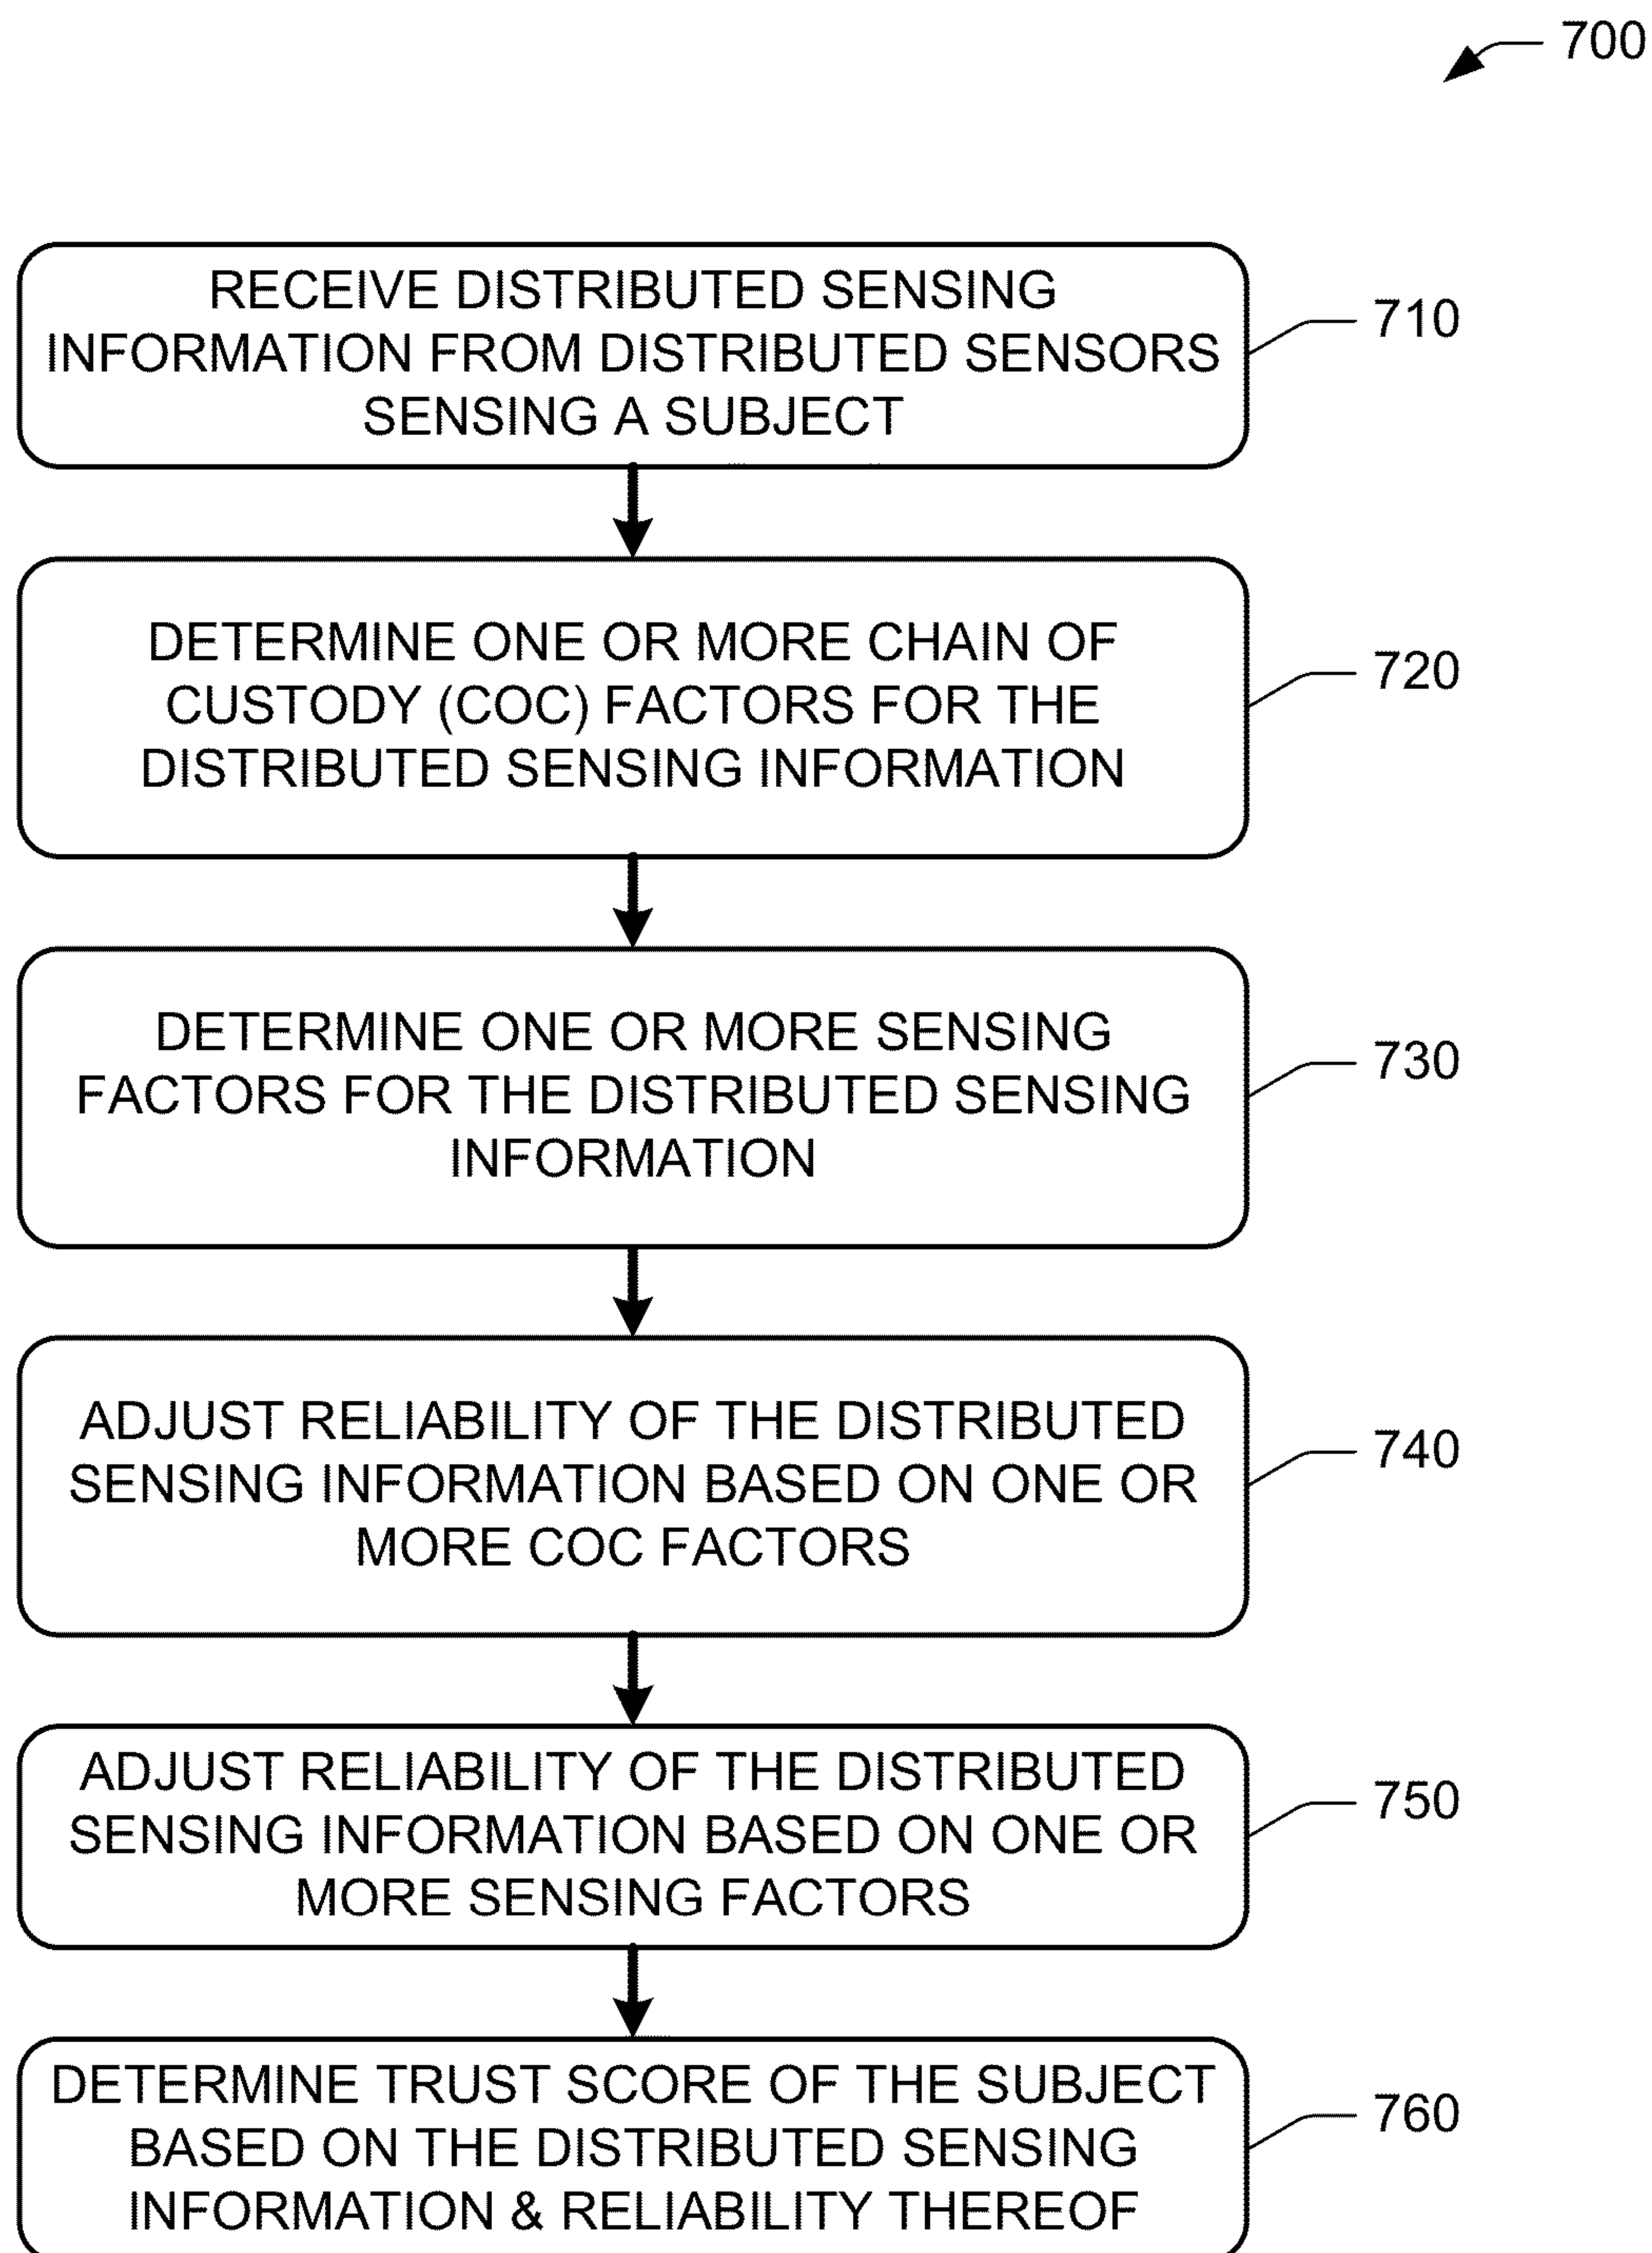 700
RECEIVE DISTRIBUTED SENSING
INFORMATION FROM DISTRIBUTED SENSORS
SENSING A SUBJECT
710
DETERMINE ONE OR MORE CHAIN OF
CUSTODY (COC) FACTORS FOR THE
DISTRIBUTED SENSING INFORMATION
720
DETERMINE ONE OR MORE SENSING
FACTORS FOR THE DISTRIBUTED SENSING
INFORMATION
730
ADJUST RELIABILITY OF THE DISTRIBUTED
SENSING INFORMATION BASED ON ONE OR
MORE COC FACTORS
740
ADJUST RELIABILITY OF THE DISTRIBUTED
SENSING INFORMATION BASED ON ONE OR
MORE SENSING FACTORS
750
DETERMINE TRUST SCORE OF THE SUBJECT
BASED ON THE DISTRIBUTED SENSING
INFORMATION & RELIABILITY THEREOF
760